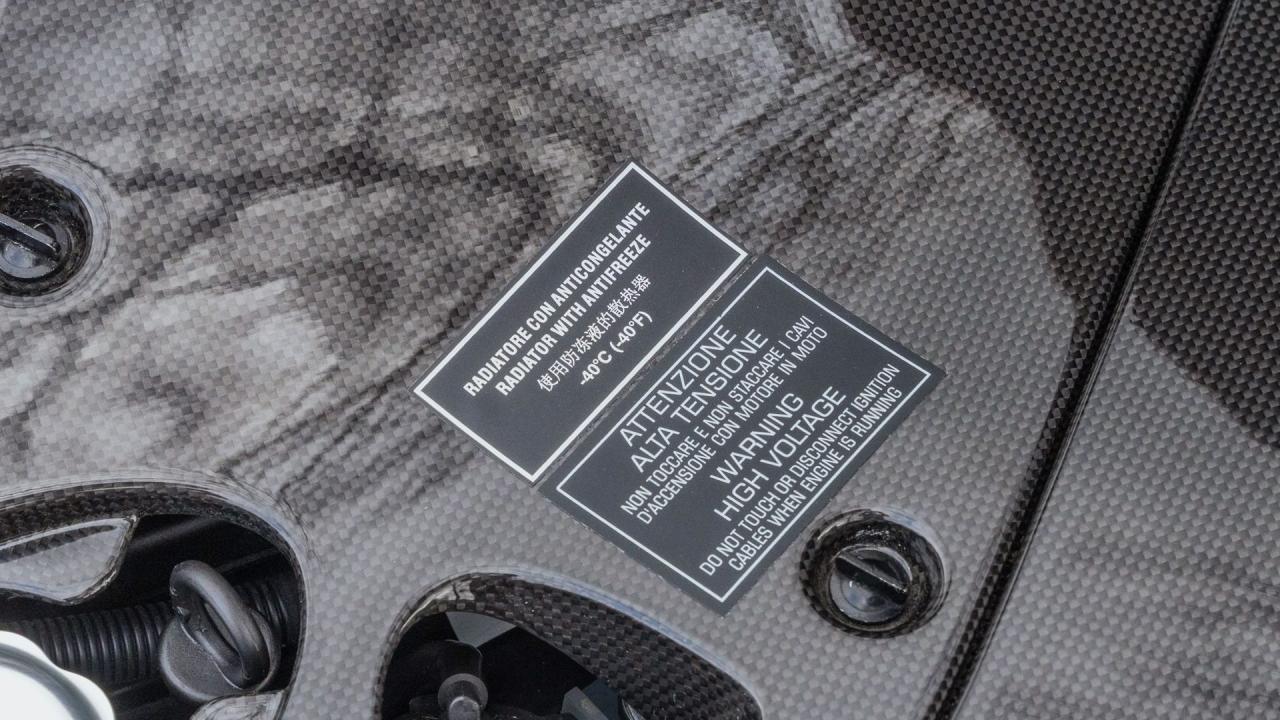 RADIATORE CON ANTICONGELANTE
RADIATOR WITH ANTIFREEZE
使用防冻液的散热器
-40°C (-40°F)
ATTENZIONE
ALTA TENSIONE
NON TOCCARE E NON STACCARE I CAVI
D'ACCENSIONE CON MOTORE IN MOTO
WARNING
HIGH VOLTAGE
DO NOT TOUCH OR DISCONNECT IGNITION
CABLES WHEN ENGINE IS RUNNING